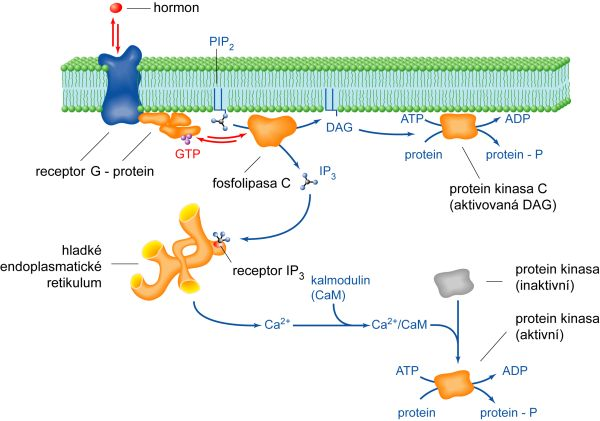 hormon
PIP2
ATP
ADP
DAG
protein
protein - P
GTP
receptor G - protein
fosfolipasa C
IP3
protein kinasa C
(aktivovaná DAG)
hladké
endoplasmatické
retikulum
receptor IP3
kalmodulin
(CaM)
protein kinasa
(inaktivní)
Ca2+
Ca2+/CaM
protein kinasa
(aktivní)
ATP
ADP
protein
protein - P